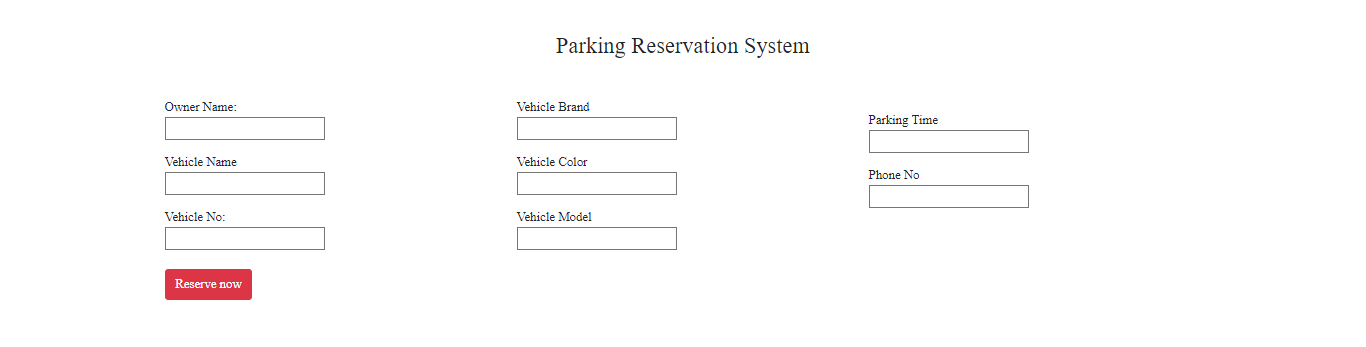 Parking Reservation System
Owner Name:
Vehicle Name
Vehicle No:
Reserve now
Vehicle Brand
Vehicle Color
Vehicle Model
Parking Time
Phone No